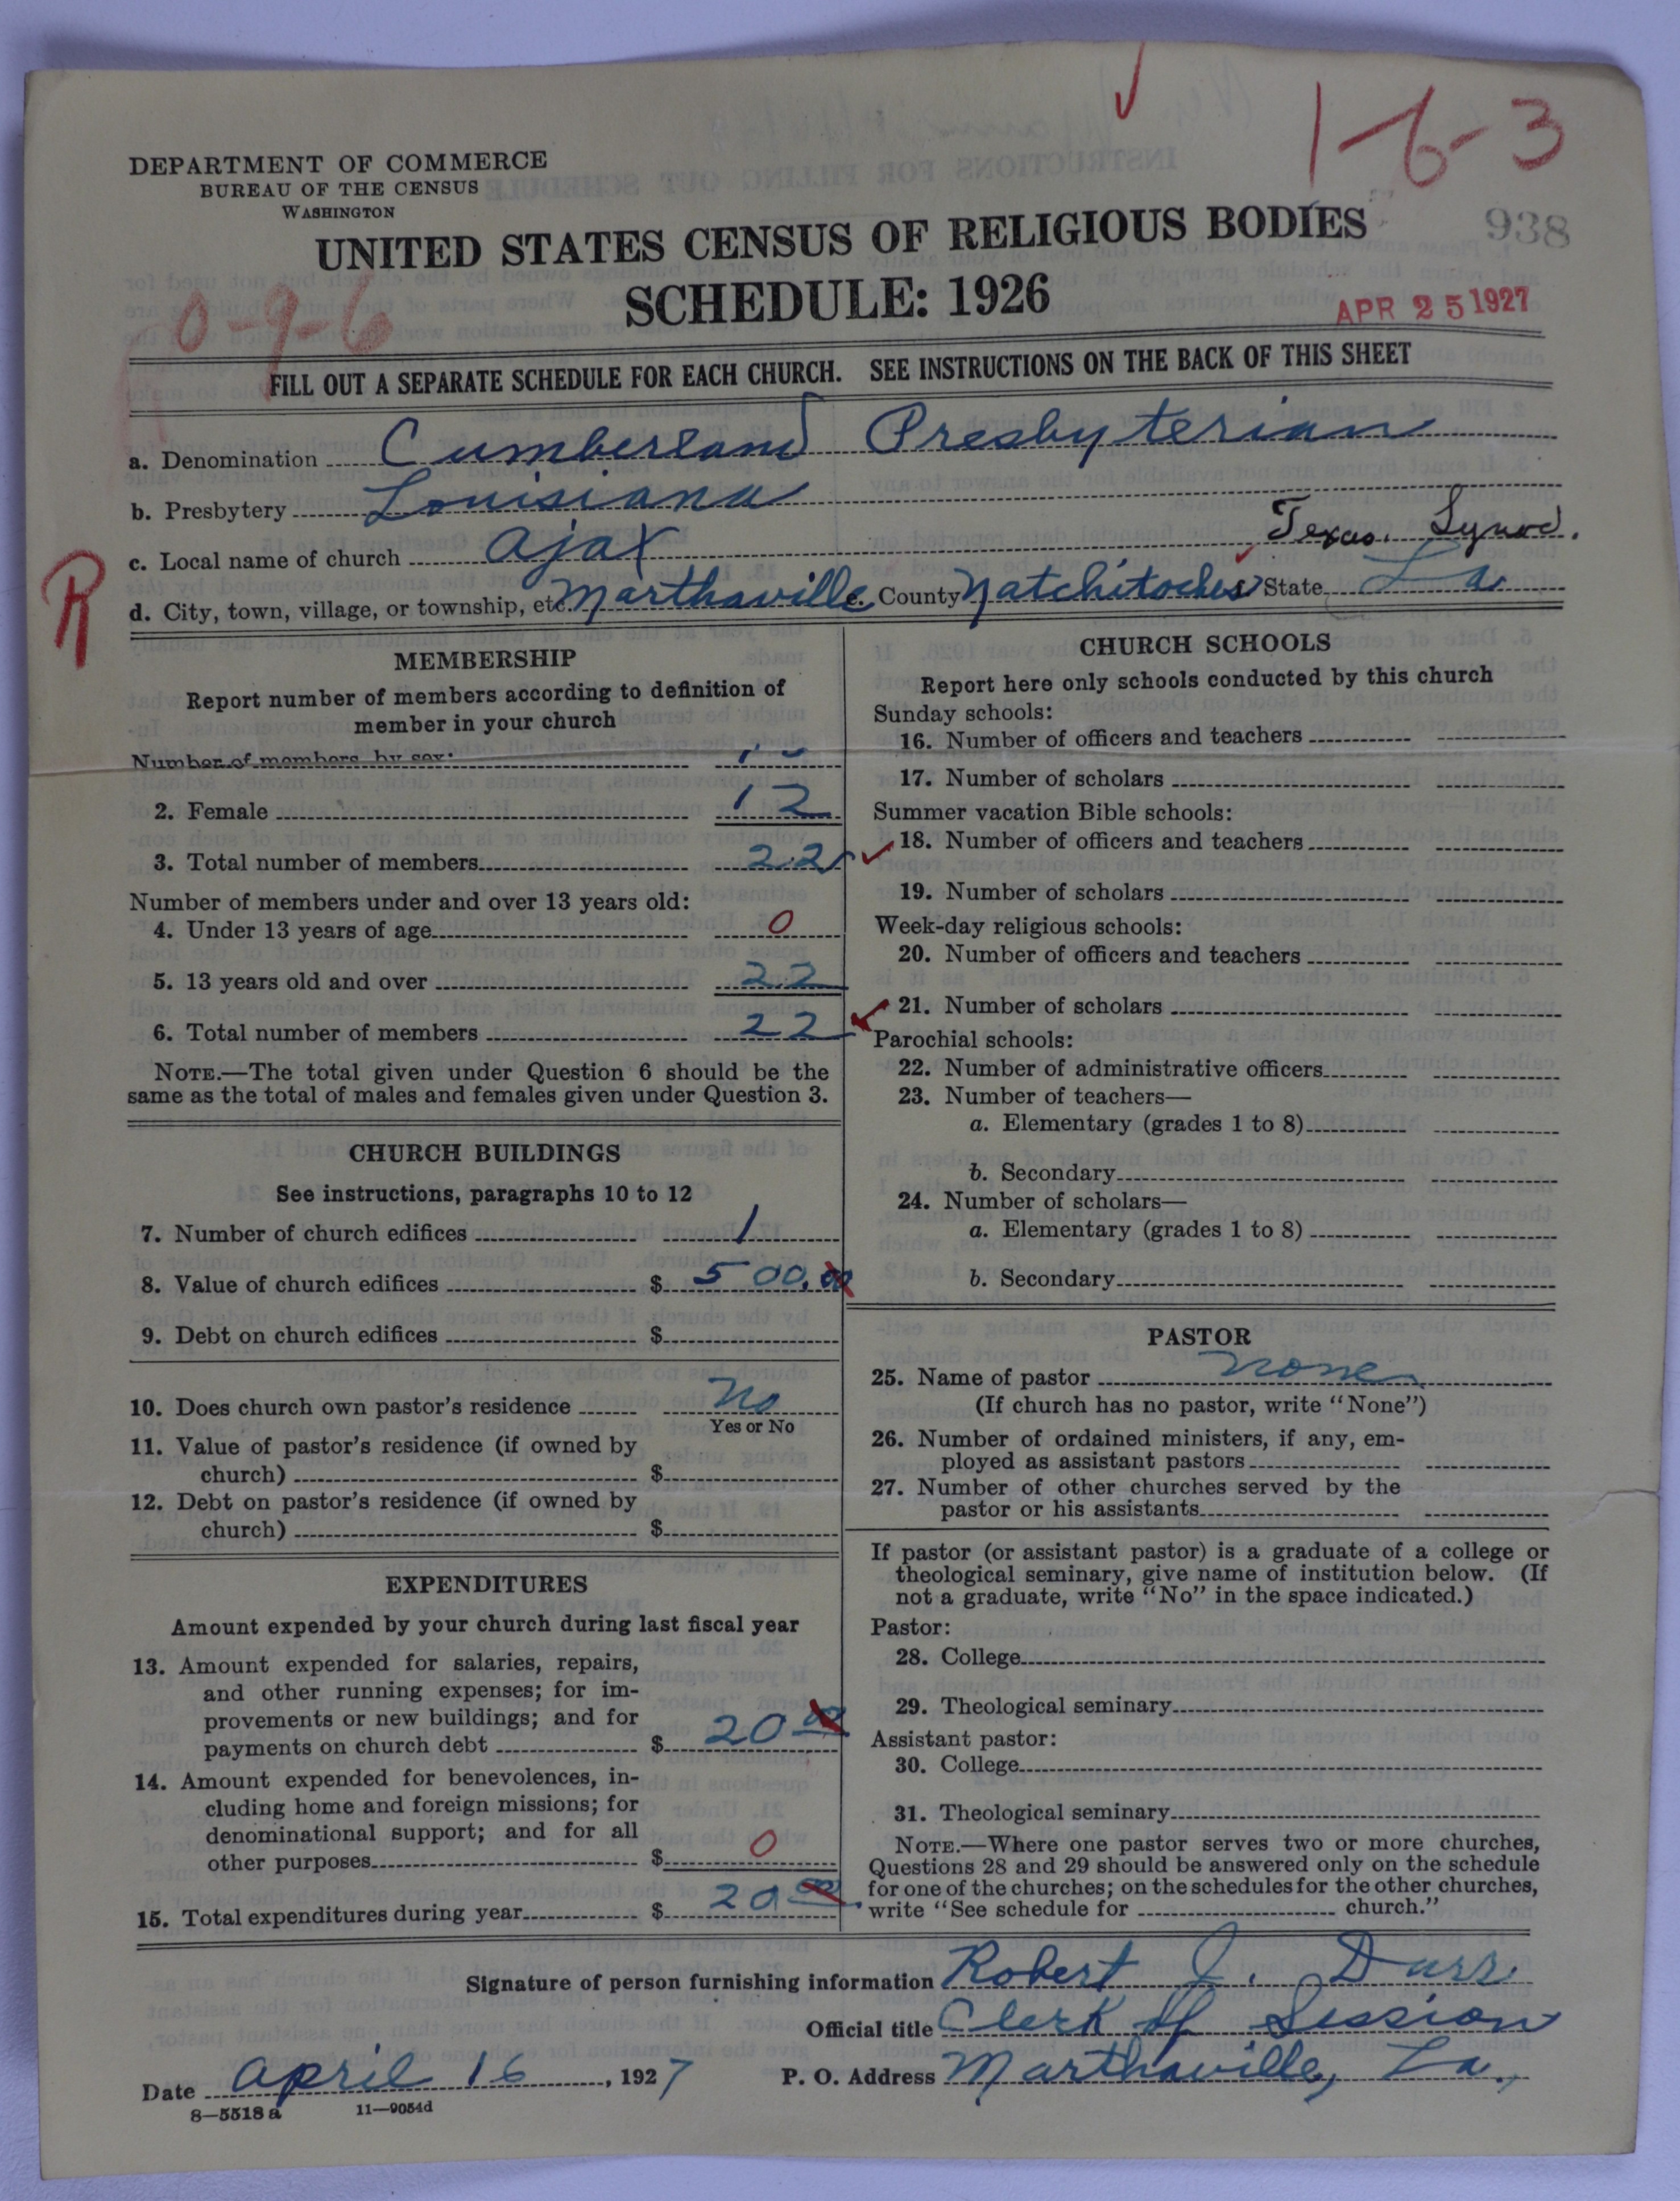 1-6-3
DEPARTMENT OF COMMERCE
BUREAU OF THE CENSUS
WASHINGTON
UNITED STATES CENSUS OF RELIGIOUS BODIES
938
SCHEDULE: 1926
APR 25 1927
0-9-6
FILL OUT A SEPARATE SCHEDULE FOR EACH CHURCH. SEE INSTRUCTIONS ON THE BACK OF THIS SHEET
a. Denomination Cumberland Presbyterian
b. Presbytery Louisiana
Texas Synod.
c. Local name of church Ajax
R
d. City, town, village, or township, etc. Marthaville e. County Natchitoches State La
MEMBERSHIP
Report number of members according to definition of
member in your church
Number of members by sex:
2. Female 12
3. Total number of members 22
Number of members under and over 13 years old:
4. Under 13 years of age 0
5. 13 years old and over 22
6. Total number of members 22
NOTE.—The total given under Question 6 should be the
same as the total of males and females given under Question 3.
CHURCH BUILDINGS
See instructions, paragraphs 10 to 12
7. Number of church edifices 1
8. Value of church edifices $ 500.00
9. Debt on church edifices $
10. Does church own pastor's residence No
Yes or No
11. Value of pastor's residence (if owned by
church) $
12. Debt on pastor's residence (if owned by
church) $
EXPENDITURES
Amount expended by your church during last fiscal year
13. Amount expended for salaries, repairs,
and other running expenses; for im-
provements or new buildings; and for
payments on church debt $ 20 00
14. Amount expended for benevolences, in-
cluding home and foreign missions; for
denominational support; and for all
other purposes $ 0
15. Total expenditures during year $ 20 00
CHURCH SCHOOLS
Report here only schools conducted by this church
Sunday schools:
16. Number of officers and teachers
17. Number of scholars
Summer vacation Bible schools:
18. Number of officers and teachers
19. Number of scholars
Week-day religious schools:
20. Number of officers and teachers
21. Number of scholars
Parochial schools:
22. Number of administrative officers
23. Number of teachers—
a. Elementary (grades 1 to 8)
b. Secondary
24. Number of scholars—
a. Elementary (grades 1 to 8)
b. Secondary
PASTOR
25. Name of pastor None
(If church has no pastor, write "None")
26. Number of ordained ministers, if any, em-
ployed as assistant pastors
27. Number of other churches served by the
pastor or his assistants
If pastor (or assistant pastor) is a graduate of a college or
theological seminary, give name of institution below. (If
not a graduate, write "No" in the space indicated.)
Pastor:
28. College
29. Theological seminary
Assistant pastor:
30. College
31. Theological seminary
NOTE.—Where one pastor serves two or more churches,
Questions 28 and 29 should be answered only on the schedule
for one of the churches; on the schedules for the other churches,
write "See schedule for church."
Signature of person furnishing information Robert J. Durr
Official title Clerk of Session
Date April 16, 1927 P. O. Address Marthaville, La.,
8—5518 a 11—9054d